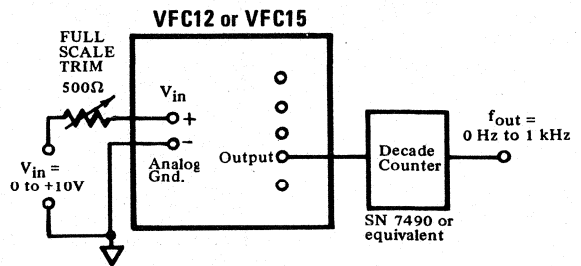 VFC12 or VFC15
FULL
SCALE
TRIM
500Ω
Vin
+
−
Analog
Gnd.
Vin =
0 to +10V
Output
Decade
Counter
SN 7490 or
equivalent
fout =
0 Hz to 1 kHz